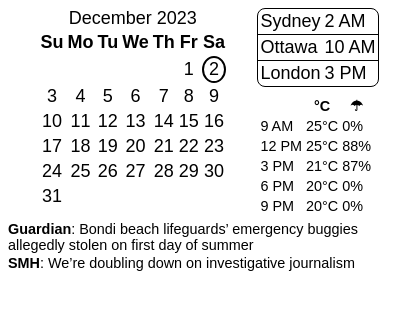 December 2023
Su Mo Tu We Th Fr Sa
1 2
3 4 5 6 7 8 9
10 11 12 13 14 15 16
17 18 19 20 21 22 23
24 25 26 27 28 29 30
31
Sydney 2 AM
Ottawa 10 AM
London 3 PM
°C ☂
9 AM 25°C 0%
12 PM 25°C 88%
3 PM 21°C 87%
6 PM 20°C 0%
9 PM 20°C 0%
Guardian: Bondi beach lifeguards’ emergency buggies
allegedly stolen on first day of summer
SMH: We’re doubling down on investigative journalism